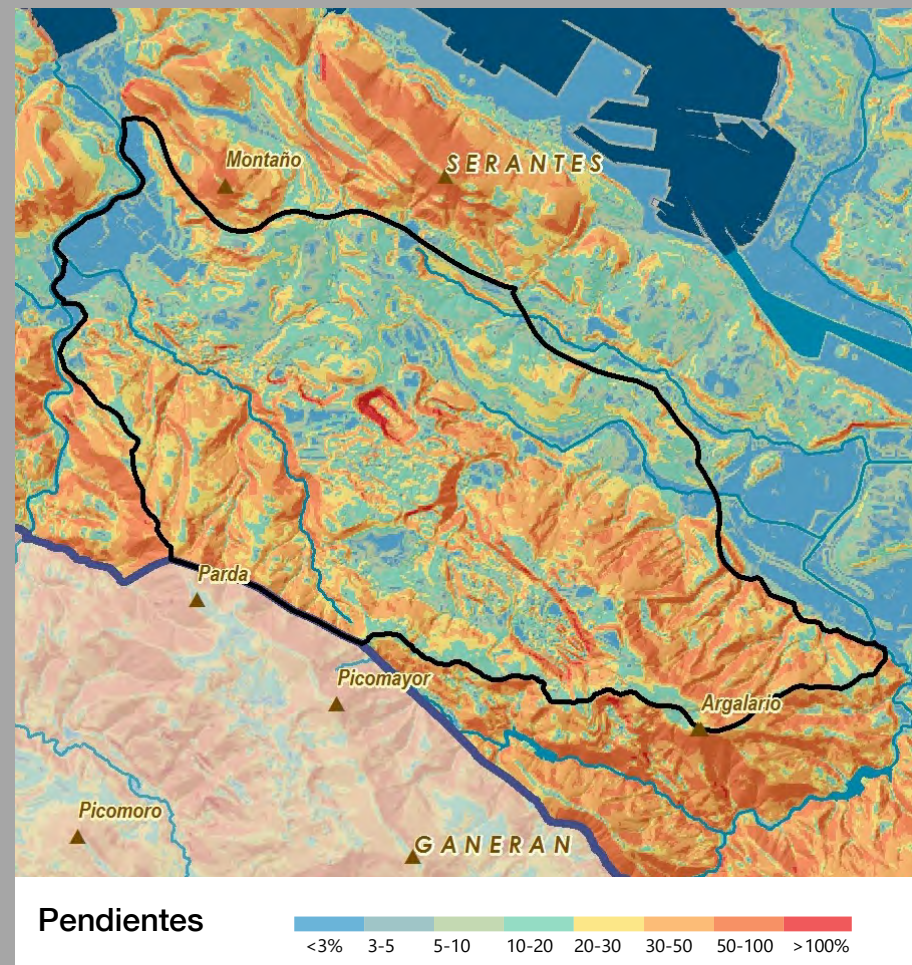 Montaño
SERANTES
Parda
Picomayor
Argalario
Picomoro
GANERAN
Pendientes
<3% 3-5 5-10 10-20 20-30 30-50 50-100 >100%